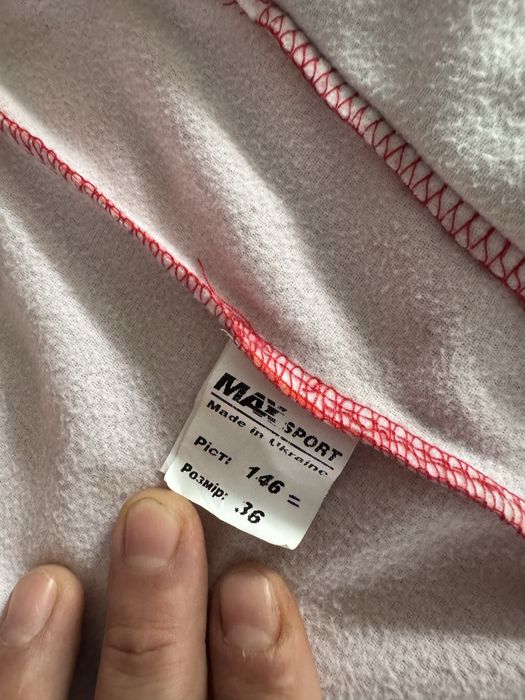 MAX SPORT
Made in Ukraine
Ріст: 146
Розмір: 36